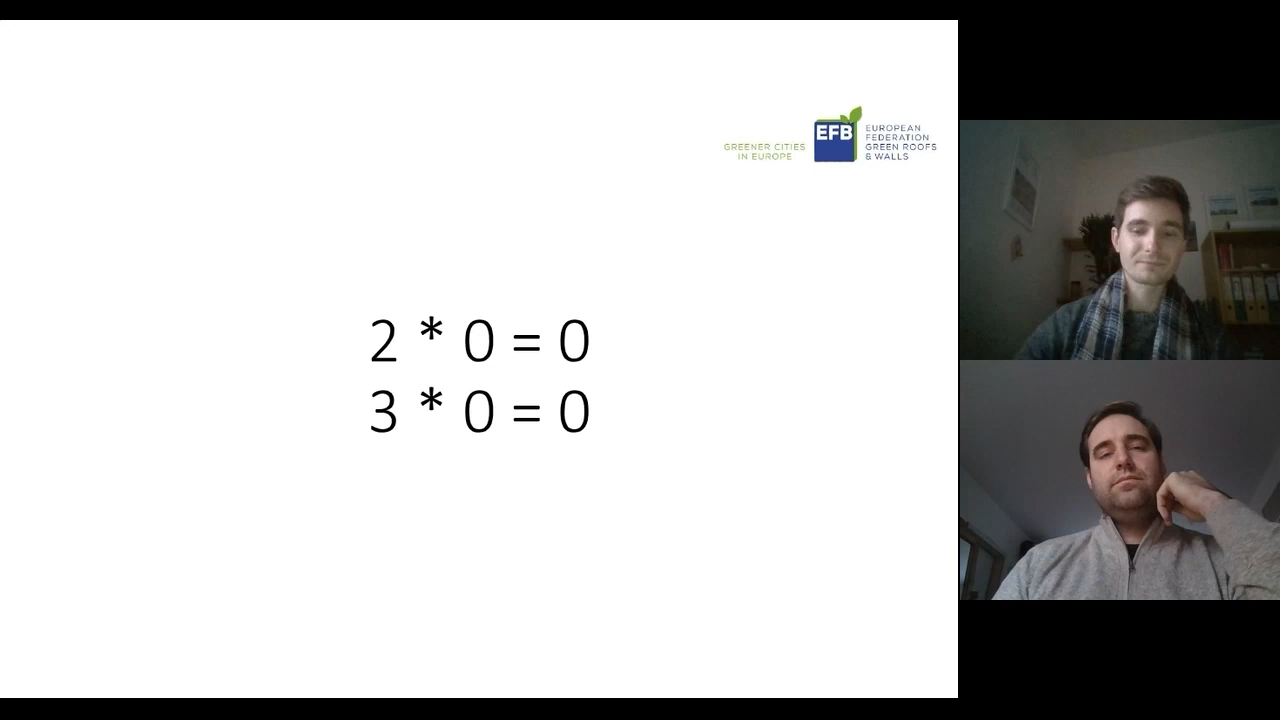 GREENER CITIES
IN EUROPE
EFB
EUROPEAN
FEDERATION
GREEN ROOFS
& WALLS
2 * 0 = 0
3 * 0 = 0